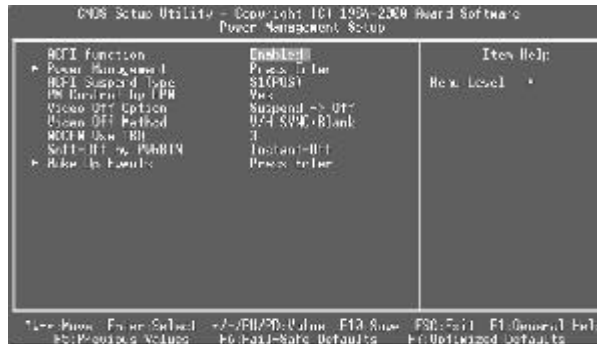 CMOS Setup Utility - Copyright (C) 1984-2000 Award Software
Power Management Setup
ACPI function Enabled
Power Management Press Enter
ACPI Suspend Type S1(POS)
PM Control by APM Yes
Video Off Option Suspend -> Off
Video Off Method V/H SYNC+Blank
MODEM Use IRQ 3
Soft-Off by PWRBTN Instant-Off
Wake Up Events Press Enter
Item Help
Menu Level
Move Enter:Select +/-/PU/PD:Value F10:Save ESC:Exit F1:General Help
F5:Previous Values F6:Fail-Safe Defaults F7:Optimized Defaults